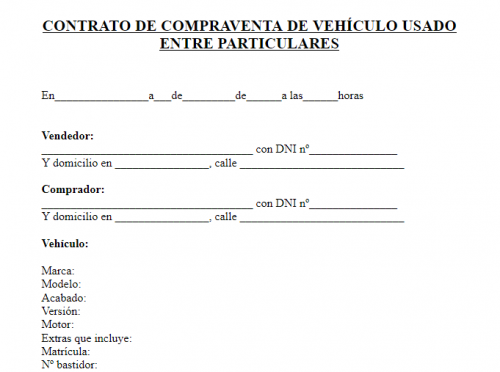 CONTRATO DE COMPRAVENTA DE VEHÍCULO USADO
ENTRE PARTICULARES
En________________a___de_________de______a las______horas
Vendedor:
____________________________________ con DNI nº_______________
Y domicilio en ________________, calle ____________________________
Comprador:
____________________________________ con DNI nº_______________
Y domicilio en ________________, calle ____________________________
Vehículo:
Marca:
Modelo:
Acabado:
Versión:
Motor:
Extras que incluye:
Matrícula:
Nº bastidor: